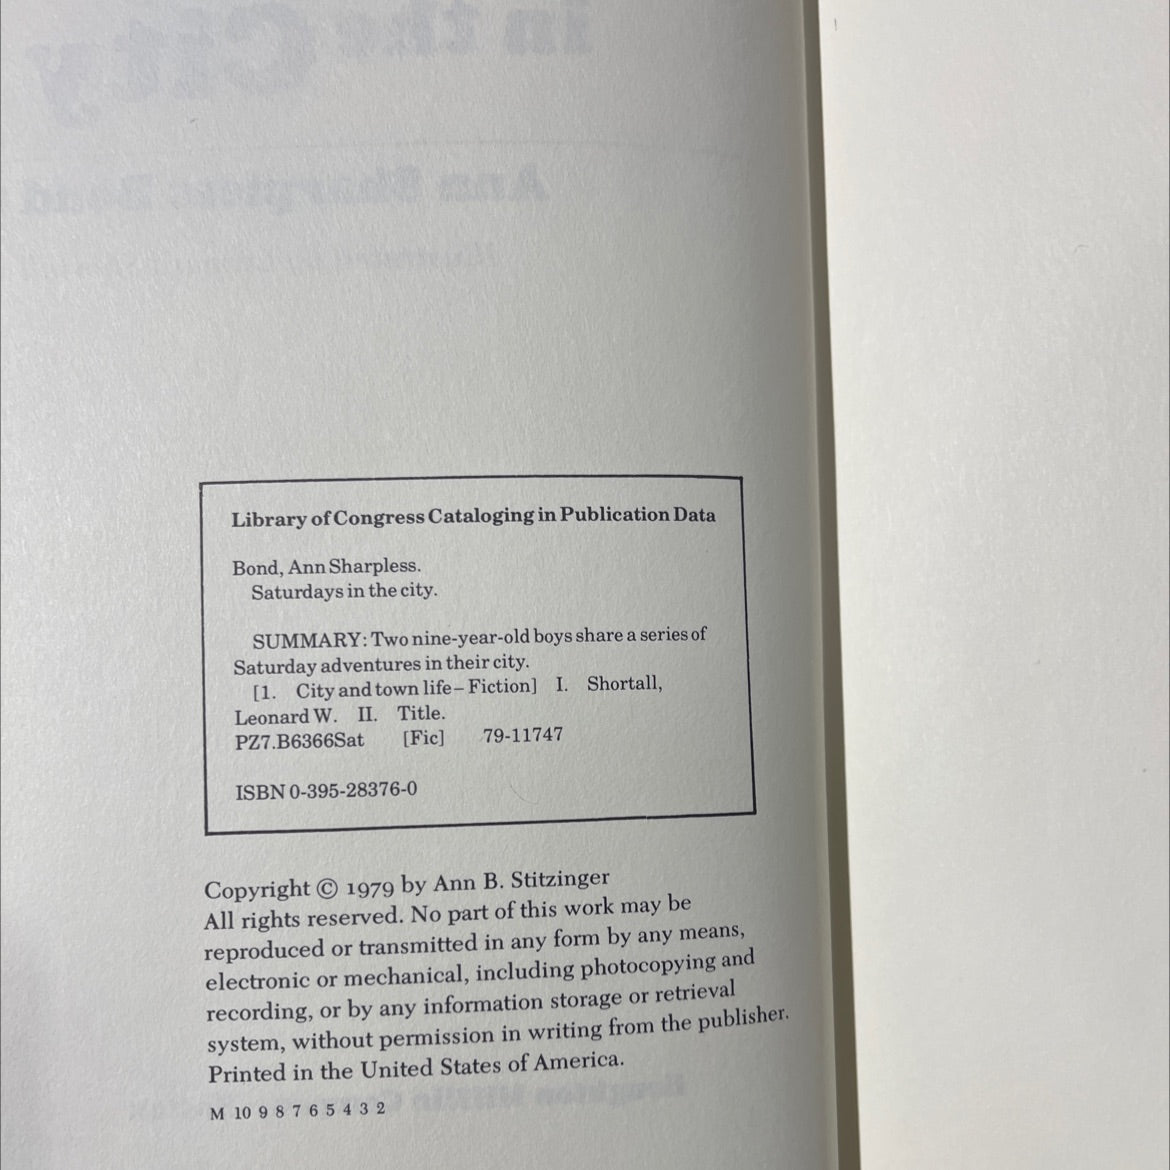 Library of Congress Cataloging in Publication Data
Bond, Ann Sharpless.
Saturdays in the city.
SUMMARY: Two nine-year-old boys share a series of
Saturday adventures in their city.
[1. City and town life – Fiction] I. Shortall,
Leonard W. II. Title.
PZ7.B6366Sat [Fic] 79-11747
ISBN 0-395-28376-0
Copyright © 1979 by Ann B. Stitzinger
All rights reserved. No part of this work may be
reproduced or transmitted in any form by any means,
electronic or mechanical, including photocopying and
recording, or by any information storage or retrieval
system, without permission in writing from the publisher.
Printed in the United States of America.
M 10 9 8 7 6 5 4 3 2